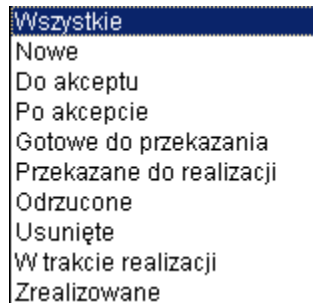 Wszystkie
Nowe
Do akceptu
Po akcepcie
Gotowe do przekazania
Przekazane do realizacji
Odrzucone
Usunięte
W trakcie realizacji
Zrealizowane